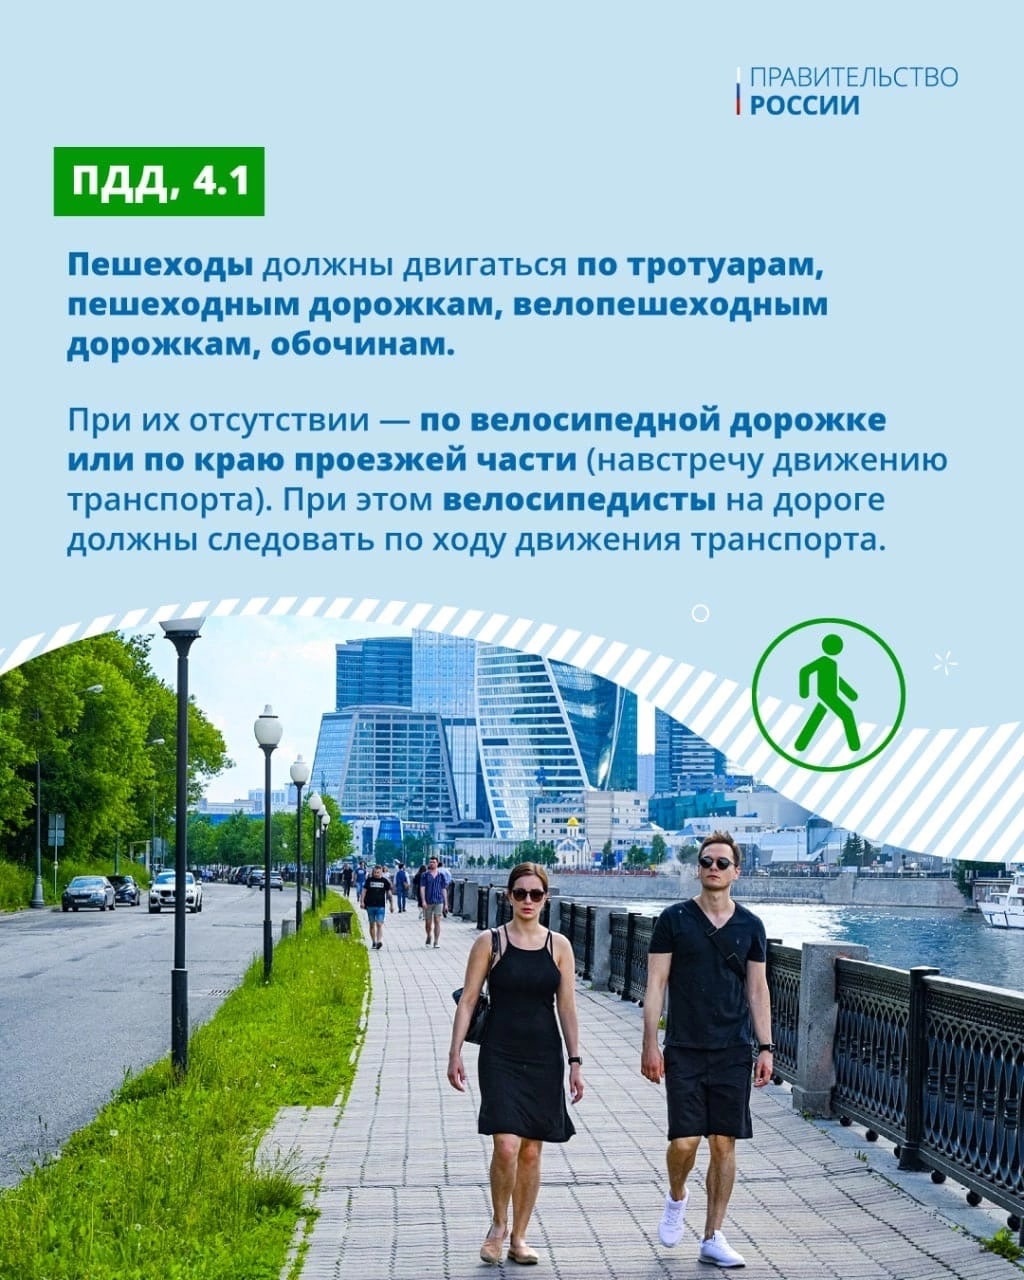 ПРАВИТЕЛЬСТВО
РОССИИ
ПДД, 4.1
Пешеходы должны двигаться по тротуарам,
пешеходным дорожкам, велопешеходным
дорожкам, обочинам.
При их отсутствии — по велосипедной дорожке
или по краю проезжей части (навстречу движению
транспорта). При этом велосипедисты на дороге
должны следовать по ходу движения транспорта.